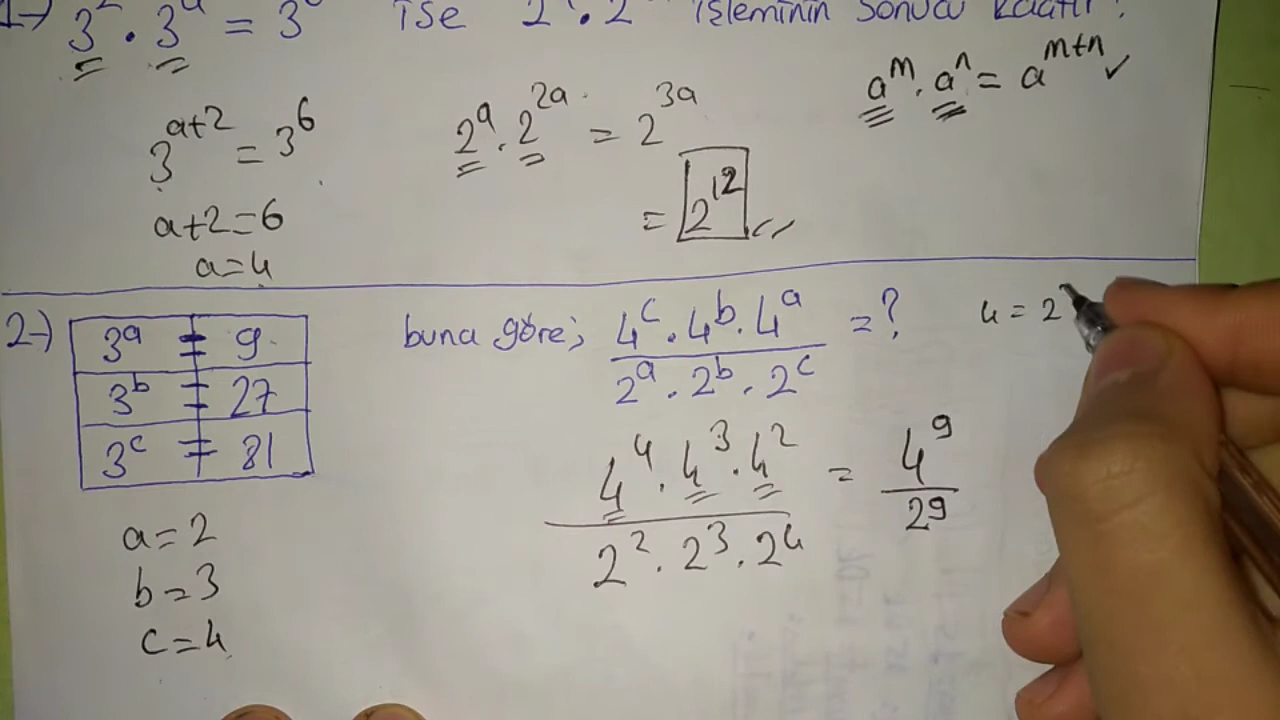 1-) 3² · 3ᵃ = 3⁶ ise 2 · 2 işleminin sonucu kaçtır?
aᵐ · aⁿ = aᵐ⁺ⁿ ✓
3ᵃ⁺² = 3⁶
2ᵃ · 2²ᵃ = 2³ᵃ
= 2¹²
a+2=6
a=4
2-) buna göre; (4ᶜ · 4ᵇ · 4ᵃ) / (2ᵃ · 2ᵇ · 2ᶜ) = ?
4 = 2
3ᵃ = 9
3ᵇ = 27
3ᶜ = 81
(4⁴ · 4³ · 4²) / (2² · 2³ · 2⁴) = 4⁹ / 2⁹
a=2
b=3
c=4